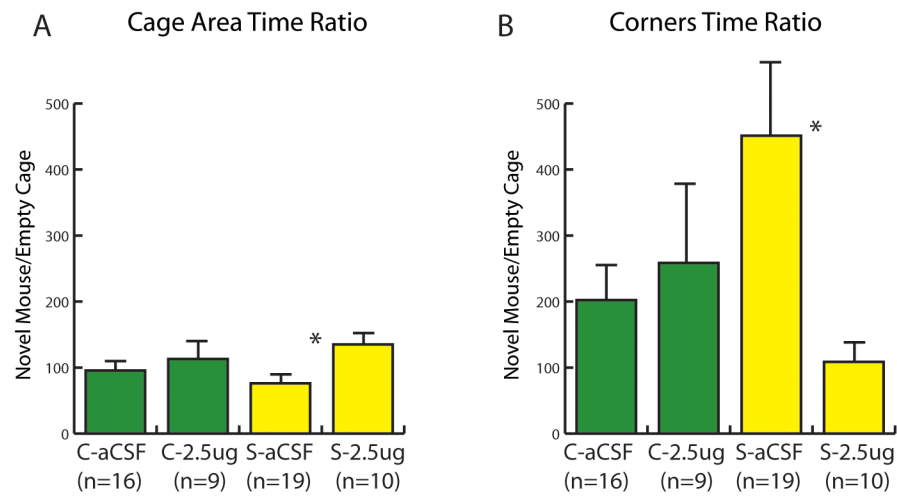 A
Cage Area Time Ratio
Novel Mouse/Empty Cage
500
400
300
200
100
0
*
C-aCSF C-2.5ug S-aCSF S-2.5ug
(n=16) (n=9) (n=19) (n=10)
B
Corners Time Ratio
Novel Mouse/Empty Cage
500
400
300
200
100
0
*
C-aCSF C-2.5ug S-aCSF S-2.5ug
(n=16) (n=9) (n=19) (n=10)